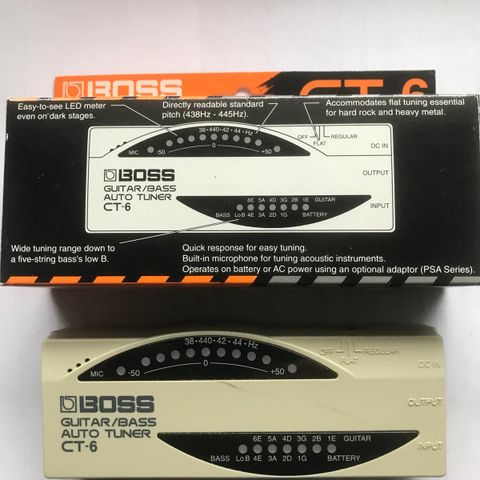 BOSS
CT-6
Easy-to-see LED meter
even on dark stages.
Directly readable standard
pitch (438Hz - 445Hz).
Accommodates flat tuning essential
for hard rock and heavy metal.
38·440·42·44·Hz
OFF REGULAR
FLAT
MIC -50 0 +50
DC IN
OUTPUT
INPUT
BOSS
GUITAR/BASS
AUTO TUNER
CT-6
6E 5A 4D 3G 2B 1E GUITAR
BASS LoB 4E 3A 2D 1G BATTERY
Wide tuning range down to
a five-string bass's low B.
Quick response for easy tuning.
Built-in microphone for tuning acoustic instruments.
Operates on battery or AC power using an optional adaptor (PSA Series).
38·440·42·44·Hz
OFF REGULAR
FLAT
MIC -50 0 +50
DC IN
OUTPUT
INPUT
BOSS
GUITAR/BASS
AUTO TUNER
CT-6
6E 5A 4D 3G 2B 1E GUITAR
BASS LoB 4E 3A 2D 1G BATTERY